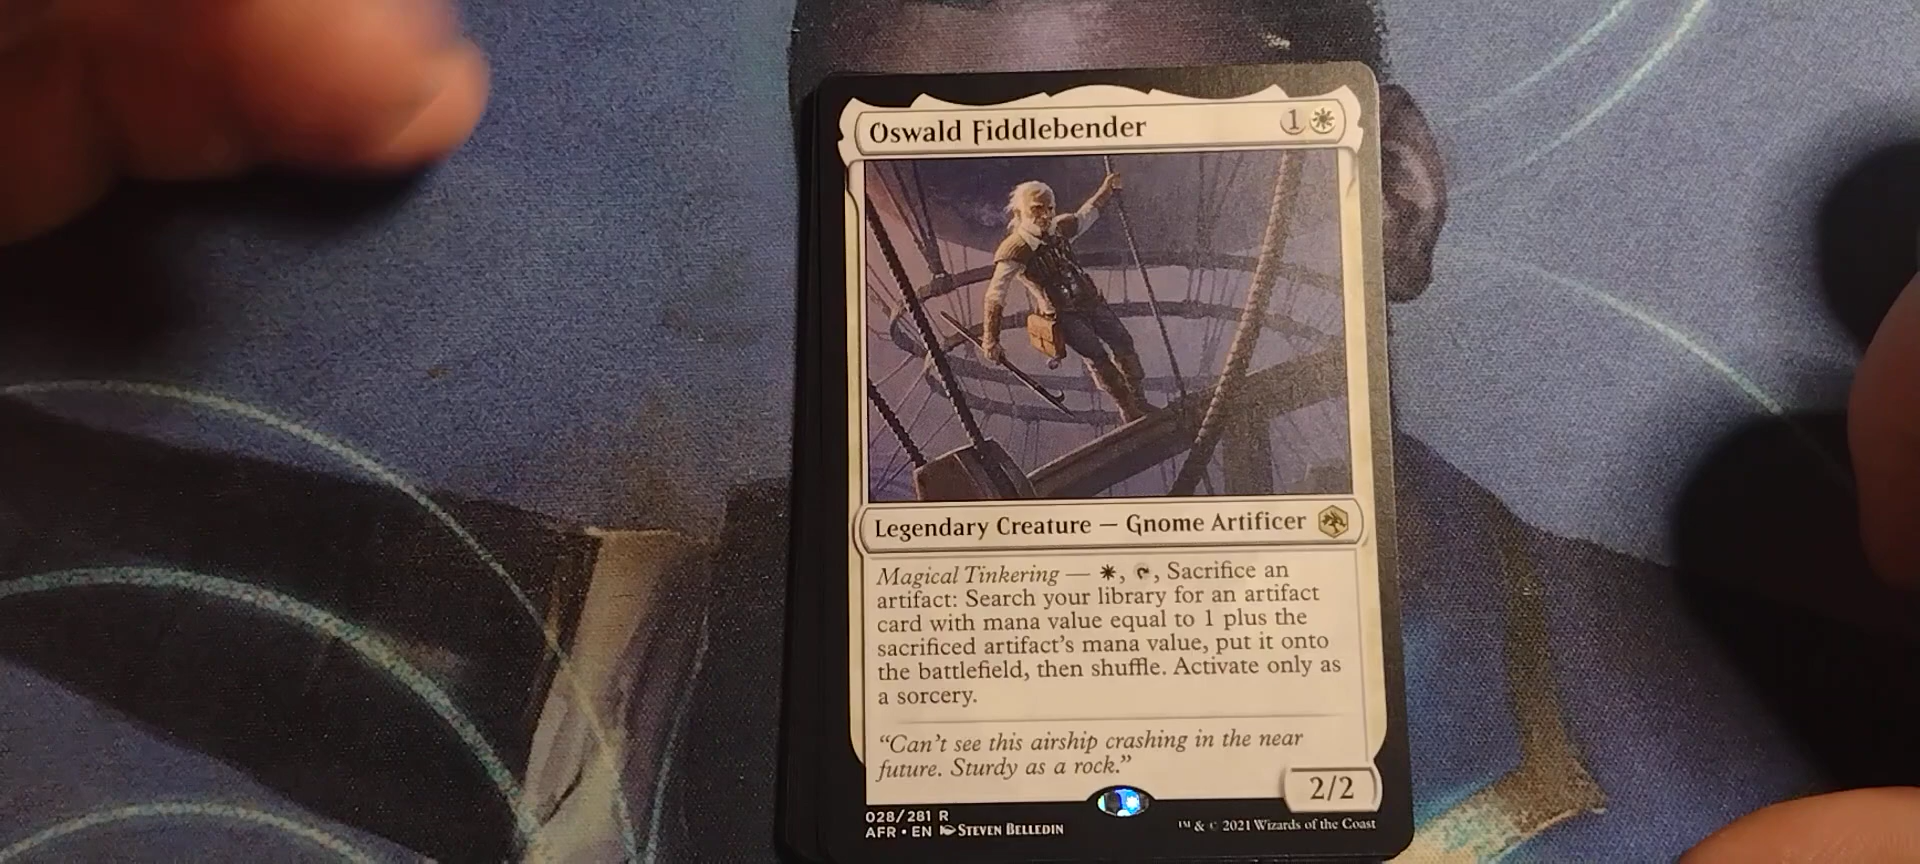 Oswald Fiddlebender 1
Legendary Creature — Gnome Artificer
Magical Tinkering — , , Sacrifice an
artifact: Search your library for an artifact
card with mana value equal to 1 plus the
sacrificed artifact's mana value, put it onto
the battlefield, then shuffle. Activate only as
a sorcery.
“Can't see this airship crashing in the near
future. Sturdy as a rock.”
2/2
028/281 R
AFR • EN Steven Belledin
™ & © 2021 Wizards of the Coast